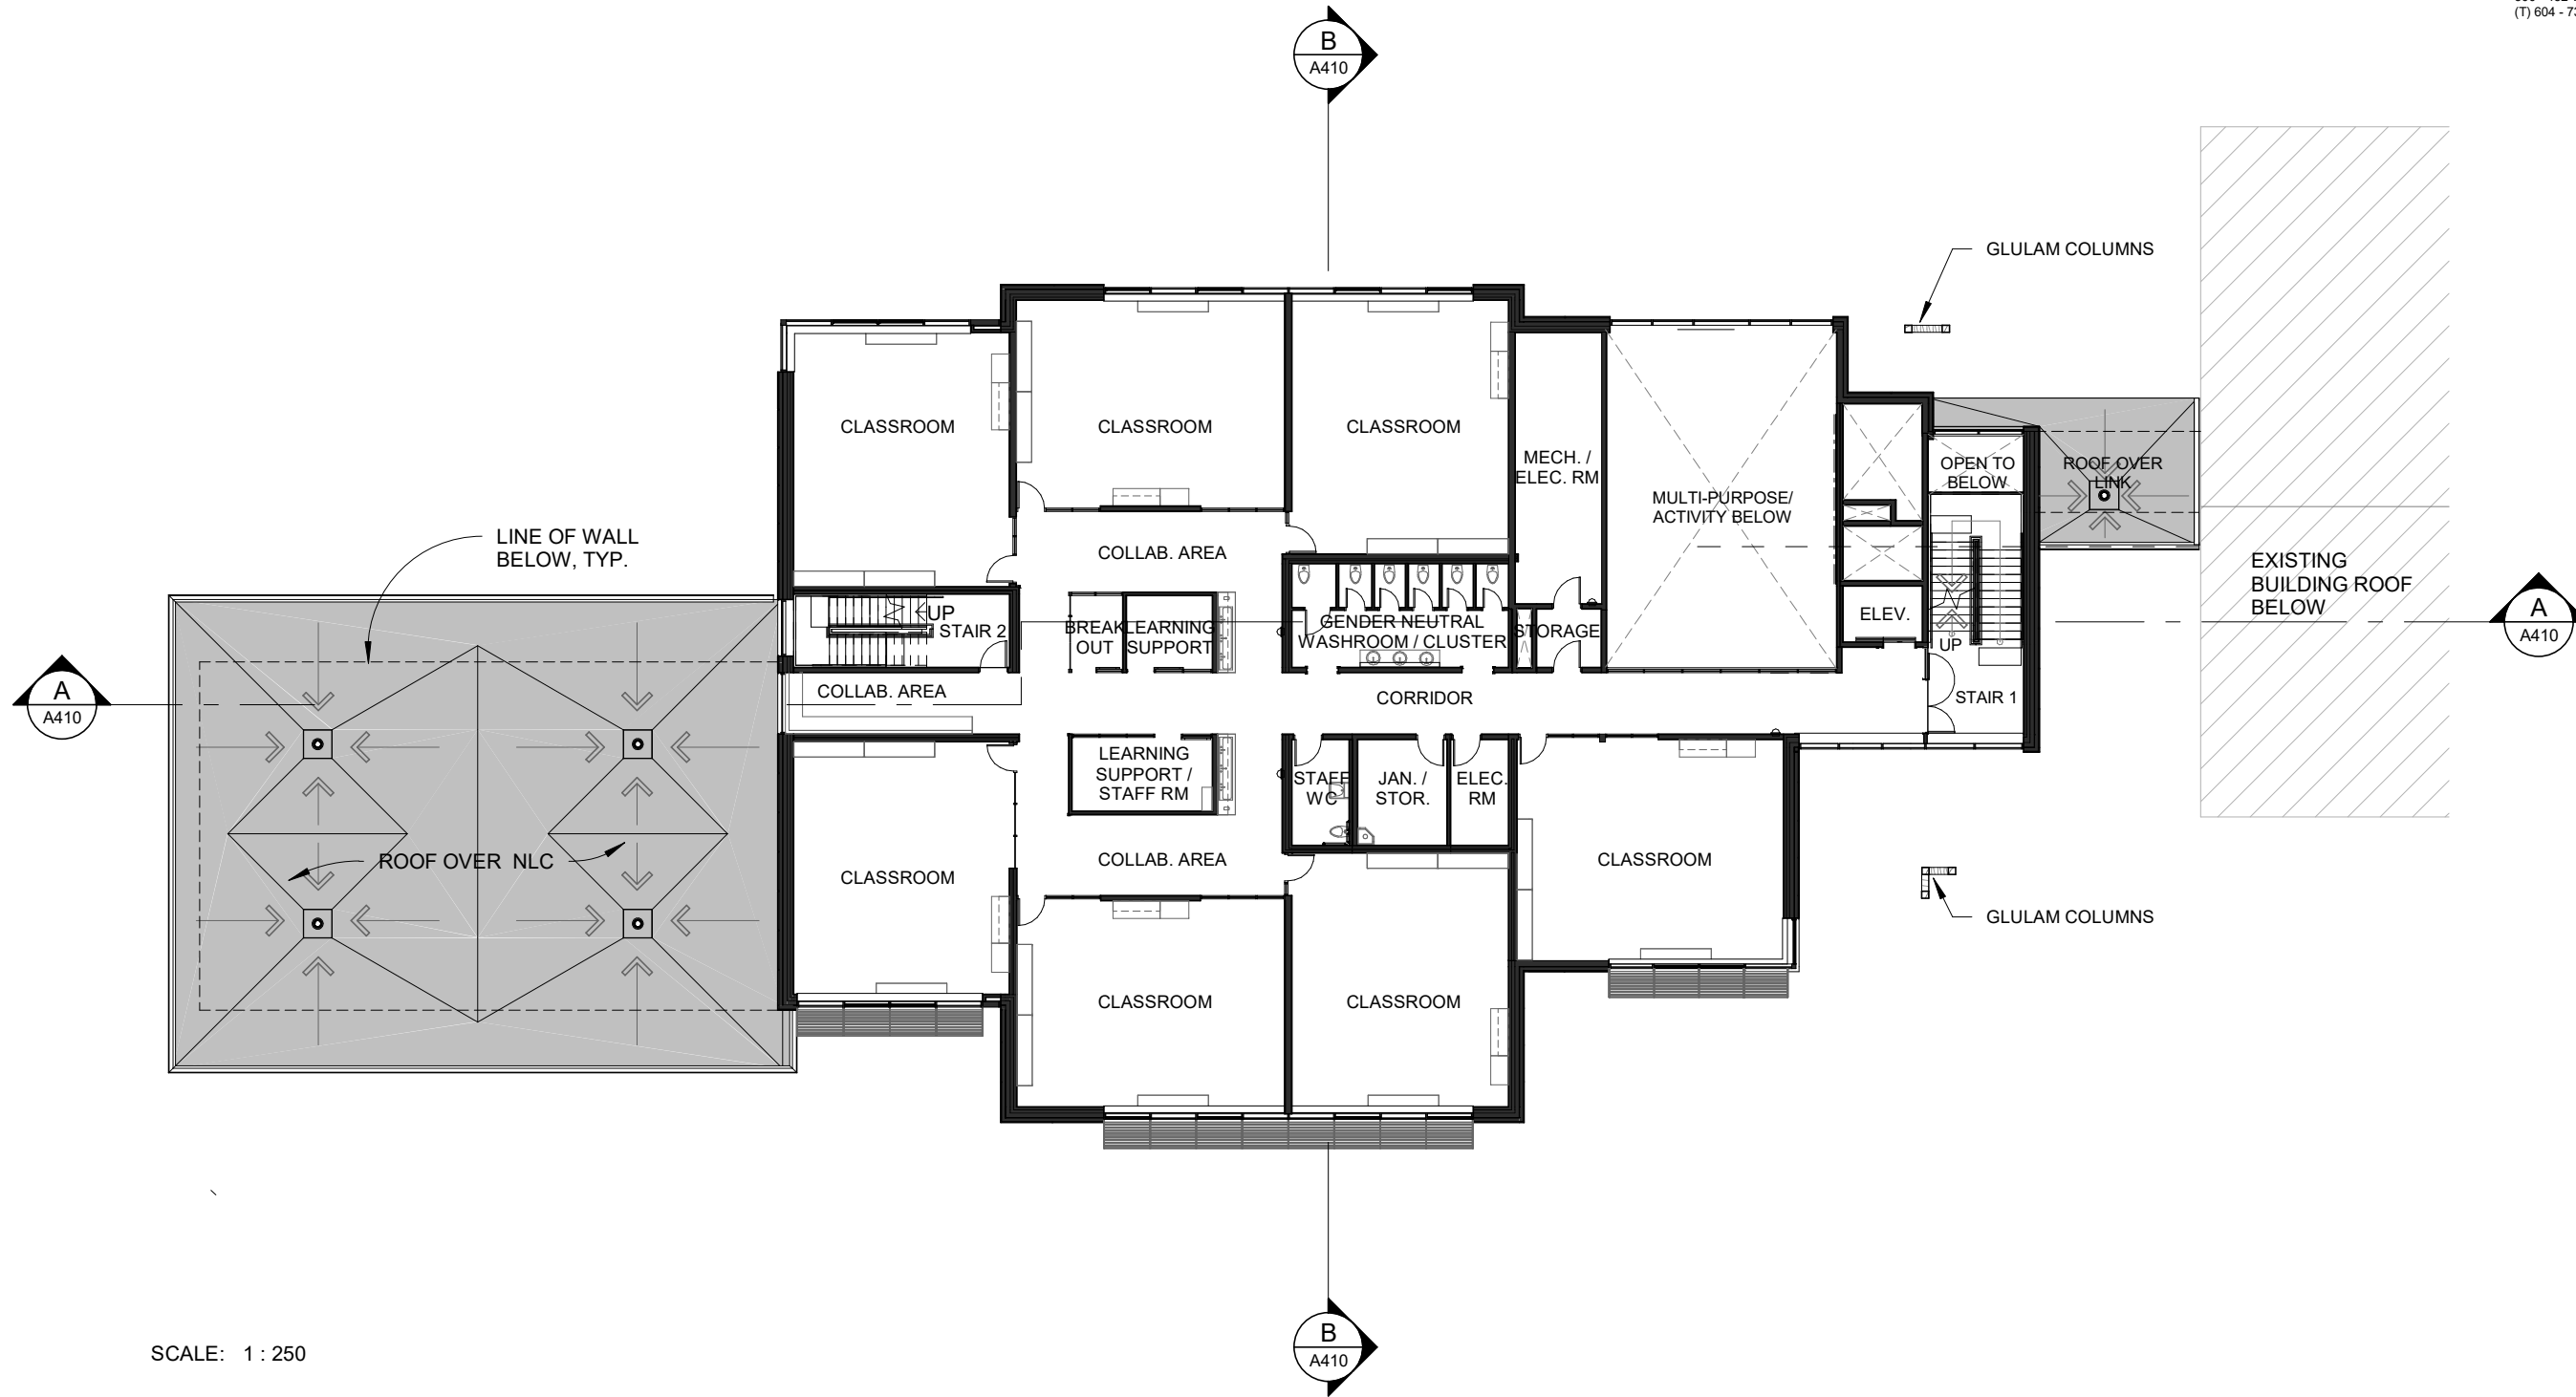 (T) 604 - 73
B
A410
GLULAM COLUMNS
CLASSROOM
CLASSROOM
CLASSROOM
MECH. /
ELEC. RM
MULTI-PURPOSE/
ACTIVITY BELOW
OPEN TO
BELOW
ROOF OVER
LINK
LINE OF WALL
BELOW, TYP.
COLLAB. AREA
EXISTING
BUILDING ROOF
BELOW
UP
STAIR 2
BREAK
OUT
LEARNING
SUPPORT
GENDER NEUTRAL
WASHROOM / CLUSTER
STORAGE
ELEV.
UP
A
A410
A
A410
COLLAB. AREA
CORRIDOR
STAIR 1
LEARNING
SUPPORT /
STAFF RM
STAFF
WC
JAN. /
STOR.
ELEC.
RM
ROOF OVER NLC
CLASSROOM
COLLAB. AREA
CLASSROOM
GLULAM COLUMNS
CLASSROOM
CLASSROOM
SCALE: 1 : 250
B
A410